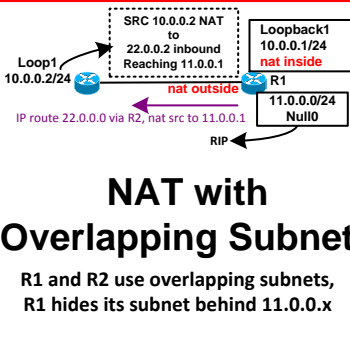 SRC 10.0.0.2 NAT
to
22.0.0.2 inbound
Reaching 11.0.0.1
Loopback1
10.0.0.1/24
nat inside
Loop1
10.0.0.2/24
R1
nat outside
11.0.0.0/24
Null0
IP route 22.0.0.0 via R2, nat src to 11.0.0.1
RIP
NAT with
Overlapping Subnet
R1 and R2 use overlapping subnets,
R1 hides its subnet behind 11.0.0.x